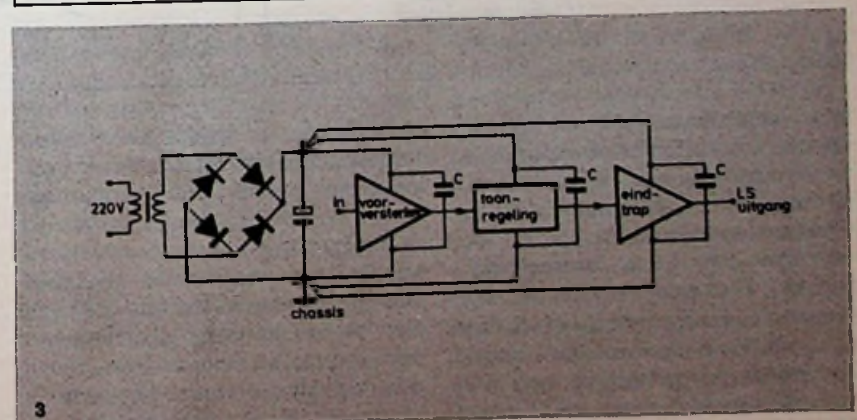 220V
In
voor-
versterker
C
toon-
regeling
C
eind-
trap
C
LS
uitgang
chassis
3